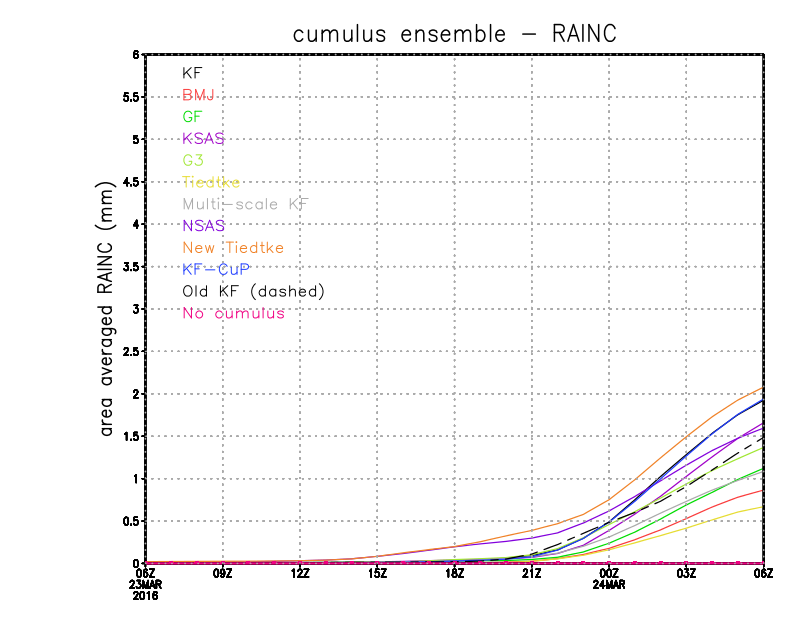 cumulus ensemble - RAINC
area averaged RAINC (mm)
6
5.5
5
4.5
4
3.5
3
2.5
2
1.5
1
0.5
0
KF
BMJ
GF
KSAS
G3
Tiedtke
Multi-scale KF
NSAS
New Tiedtke
KF-CuP
Old KF (dashed)
No cumulus
06Z 09Z 12Z 15Z 18Z 21Z 00Z 03Z 06Z
23MAR 24MAR
2016